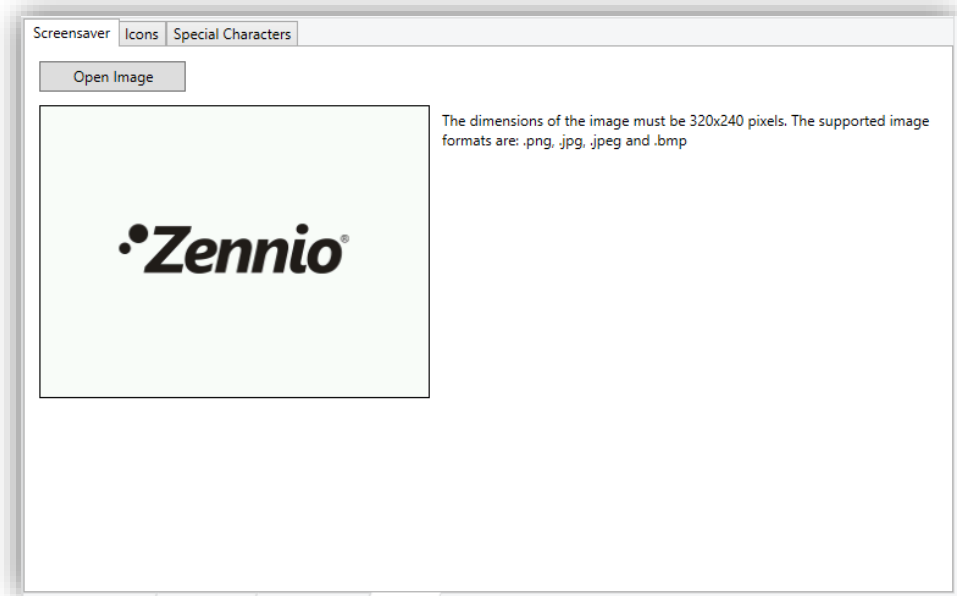 Screensaver Icons Special Characters
Open Image
The dimensions of the image must be 320x240 pixels. The supported image
formats are: .png, .jpg, .jpeg and .bmp
Zennio®